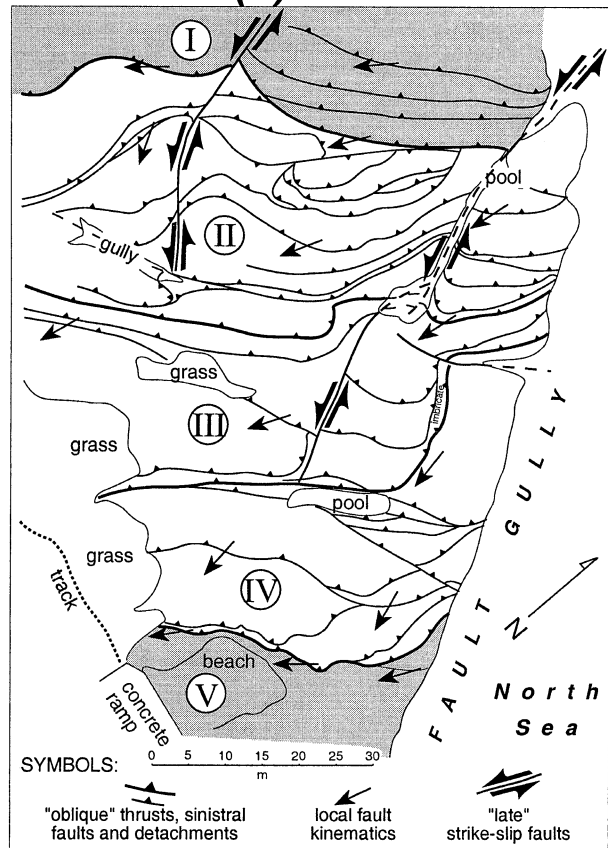 I
pool
II
gully
grass
imbricate
III
grass
pool
grass
IV
track
beach
V
concrete
ramp
FAULT GULLY
N
North
Sea
0 5 10 15 20 25 30
m
SYMBOLS:
"oblique" thrusts, sinistral
faults and detachments
local fault
kinematics
"late"
strike-slip faults